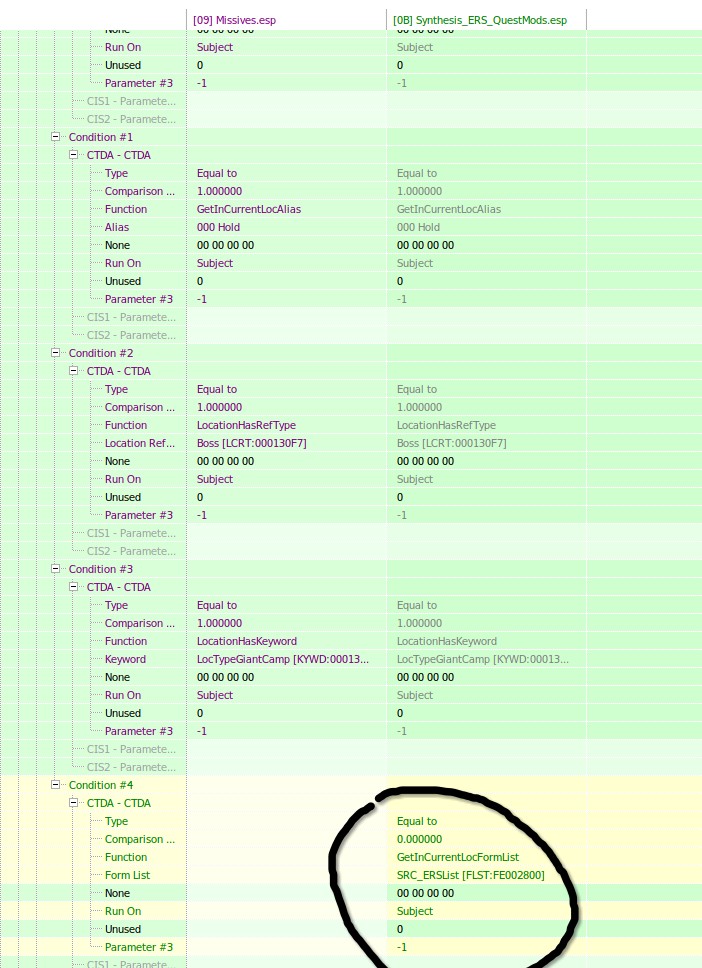 [09] Missives.esp [0B] Synthesis_ERS_QuestMods.esp
None 00 00 00 00 00 00 00 00
Run On Subject Subject
Unused 0 0
Parameter #3 -1 -1
CIS1 - Paramete...
CIS2 - Paramete...
Condition #1
CTDA - CTDA
Type Equal to Equal to
Comparison ... 1.000000 1.000000
Function GetInCurrentLocAlias GetInCurrentLocAlias
Alias 000 Hold 000 Hold
None 00 00 00 00 00 00 00 00
Run On Subject Subject
Unused 0 0
Parameter #3 -1 -1
CIS1 - Paramete...
CIS2 - Paramete...
Condition #2
CTDA - CTDA
Type Equal to Equal to
Comparison ... 1.000000 1.000000
Function LocationHasRefType LocationHasRefType
Location Ref... Boss [LCRT:000130F7] Boss [LCRT:000130F7]
None 00 00 00 00 00 00 00 00
Run On Subject Subject
Unused 0 0
Parameter #3 -1 -1
CIS1 - Paramete...
CIS2 - Paramete...
Condition #3
CTDA - CTDA
Type Equal to Equal to
Comparison ... 1.000000 1.000000
Function LocationHasKeyword LocationHasKeyword
Keyword LocTypeGiantCamp [KYWD:00013... LocTypeGiantCamp [KYWD:00013...
None 00 00 00 00 00 00 00 00
Run On Subject Subject
Unused 0 0
Parameter #3 -1 -1
CIS1 - Paramete...
CIS2 - Paramete...
Condition #4
CTDA - CTDA
Type Equal to
Comparison ... 0.000000
Function GetInCurrentLocFormList
Form List SRC_ERSList [FLST:FE002800]
None 00 00 00 00
Run On Subject
Unused 0
Parameter #3 -1
CIS1 - Paramete...